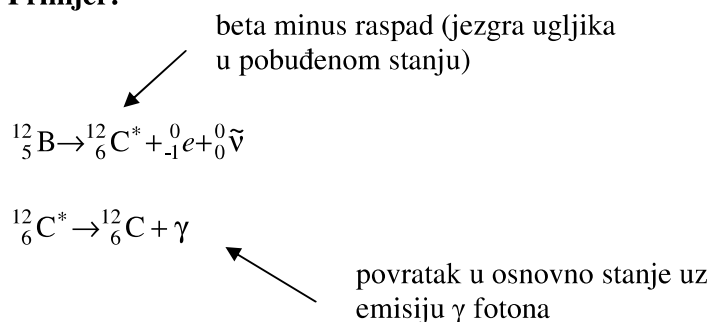 Primjer:
beta minus raspad (jezgra ugljika
u pobuđenom stanju)
¹²₅B→¹²₆C* + ⁰₋₁e+⁰₀ν̃
¹²₆C* →¹²₆C + γ
povratak u osnovno stanje uz
emisiju γ fotona